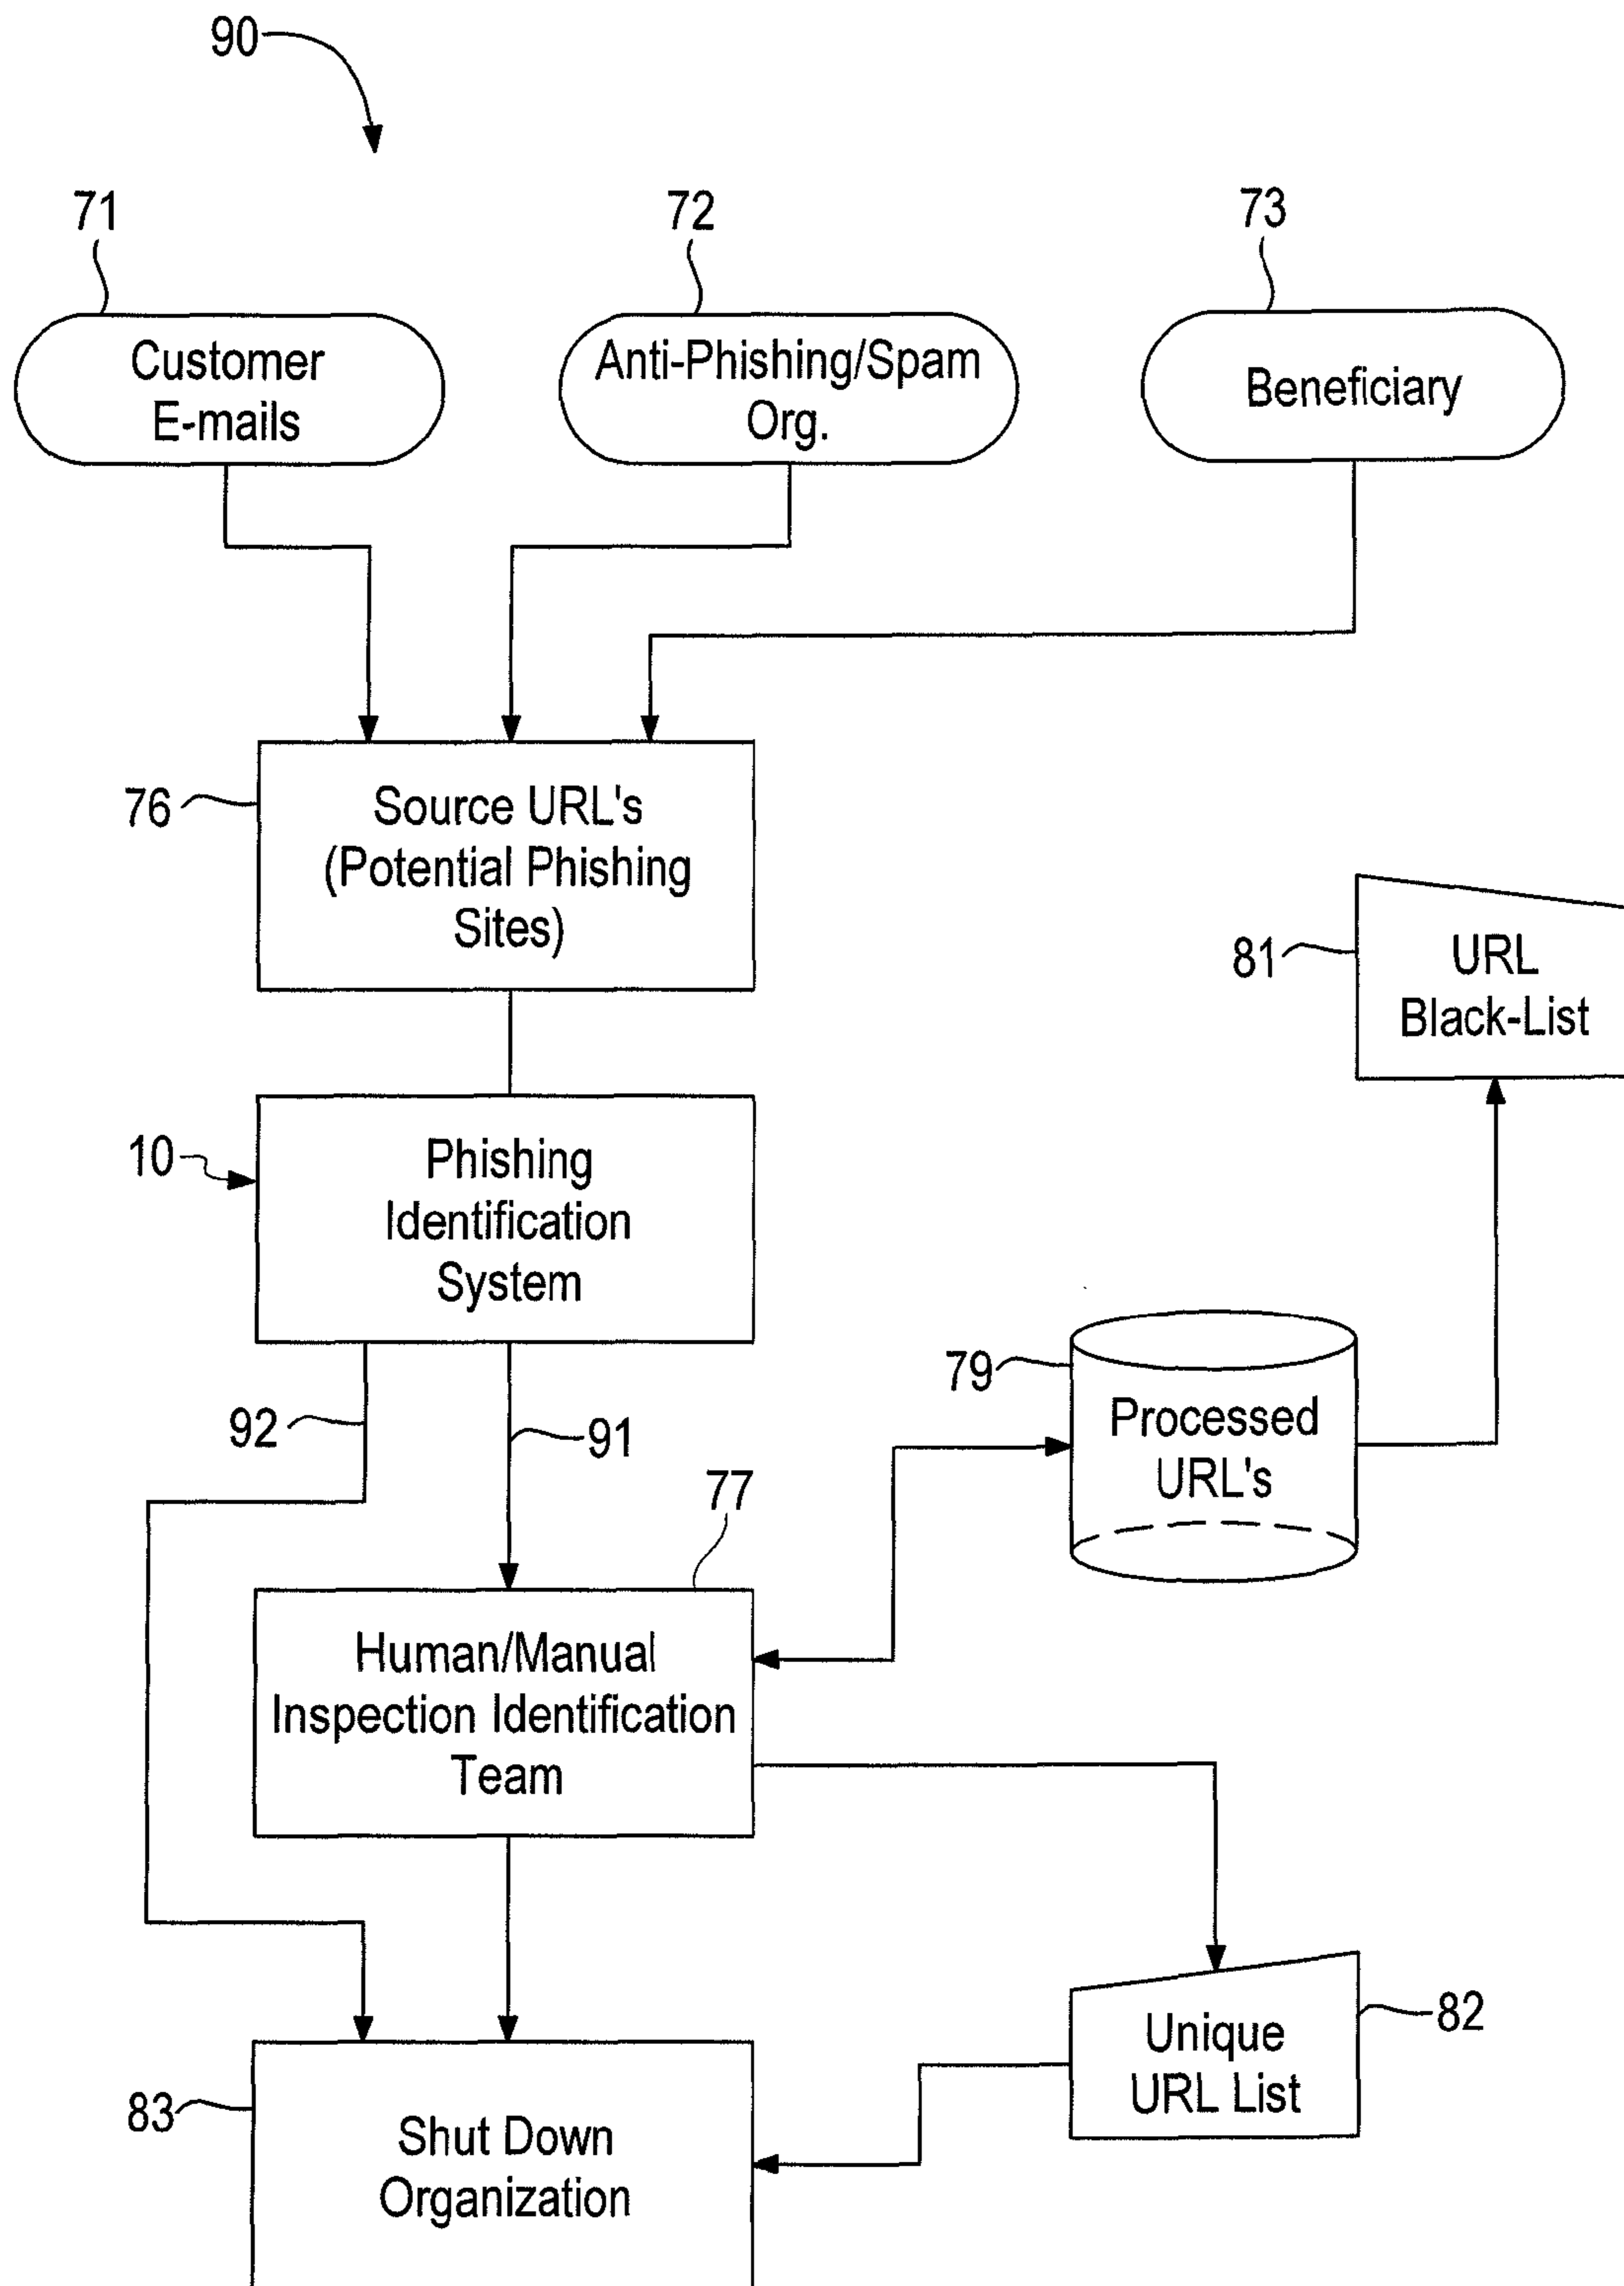 90
71
72
73
Customer
E-mails
Anti-Phishing/Spam
Org.
Beneficiary
76
Source URL's
(Potential Phishing
Sites)
81
URL
Black-List
10
Phishing
Identification
System
79
Processed
URL's
92
91
77
Human/Manual
Inspection Identification
Team
82
Unique
URL List
83
Shut Down
Organization